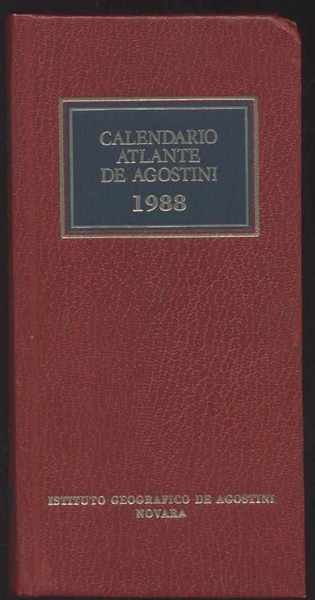 CALENDARIO
ATLANTE
DE AGOSTINI
1988
ISTITUTO GEOGRAFICO DE AGOSTINI
NOVARA